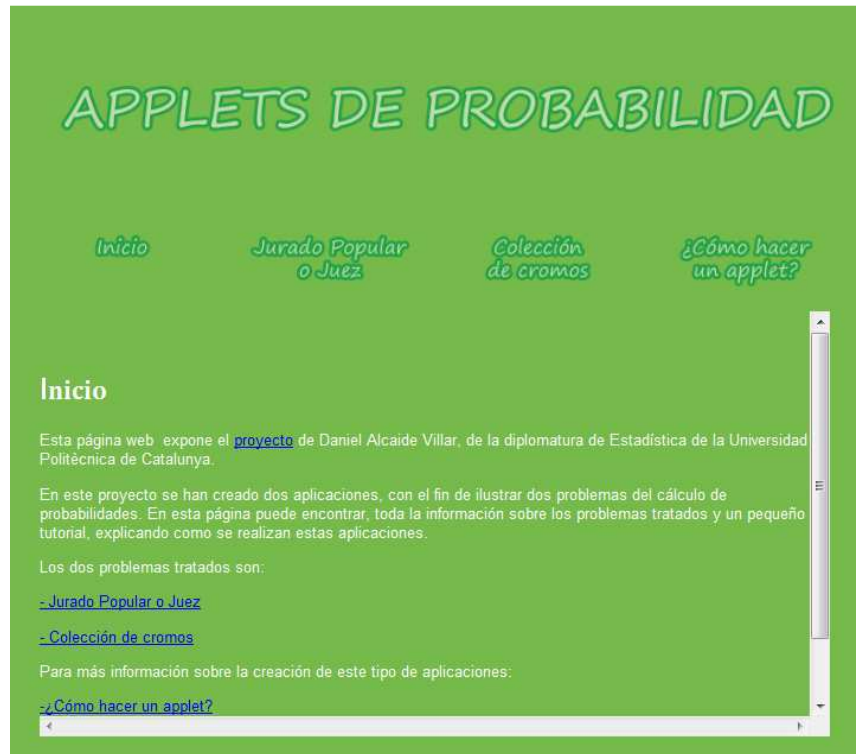 APPLETS DE PROBABILIDAD
Inicio
Jurado Popular
o Juez
Colección
de cromos
¿Cómo hacer
un applet?
Inicio
Esta página web expone el proyecto de Daniel Alcaide Villar, de la diplomatura de Estadística de la Universidad
Politècnica de Catalunya.
En este proyecto se han creado dos aplicaciones, con el fin de ilustrar dos problemas del cálculo de
probabilidades. En esta página puede encontrar, toda la información sobre los problemas tratados y un pequeño
tutorial, explicando como se realizan estas aplicaciones.
Los dos problemas tratados son:
- Jurado Popular o Juez
- Colección de cromos
Para más información sobre la creación de este tipo de aplicaciones:
-¿Cómo hacer un applet?